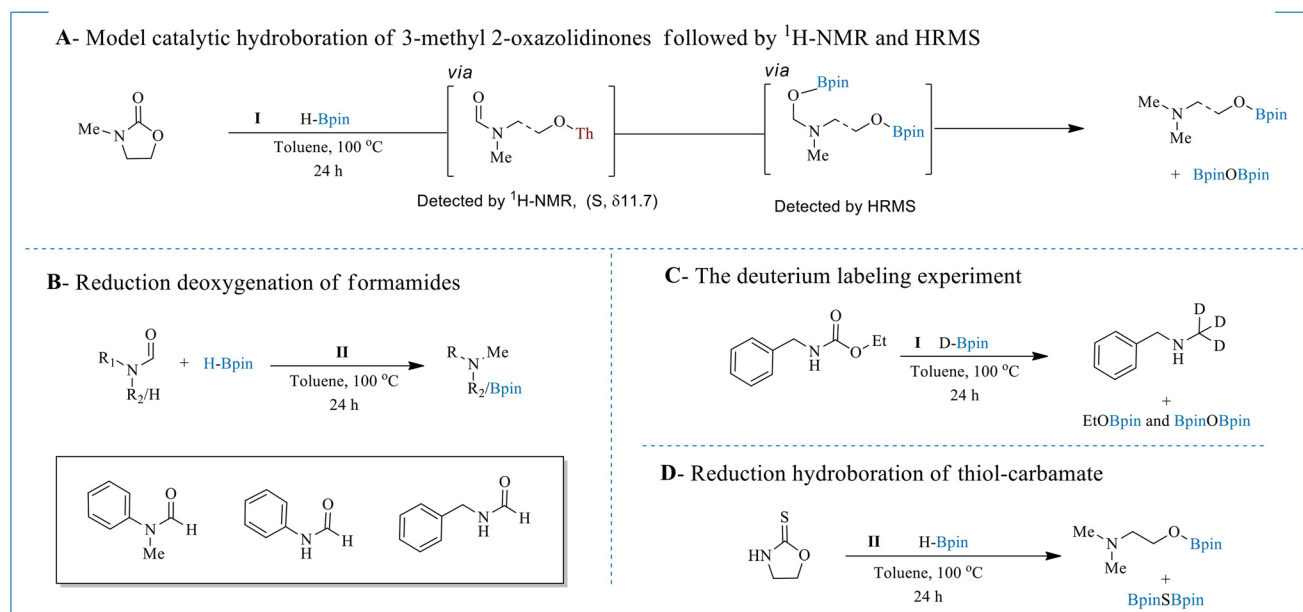 A- Model catalytic hydroboration of 3-methyl 2-oxazolidinones followed by ¹H-NMR and HRMS
O
Me
N
O
I H-Bpin
Toluene, 100 °C
24 h
via
O
N
Me
O
Th
Detected by ¹H-NMR, (S, δ11.7)
via
Bpin
O
N
Me
O
Bpin
Detected by HRMS
Me
N
Me
O
Bpin
+ BpinOBpin
B- Reduction deoxygenation of formamides
R1
N
O
R2/H
+ H-Bpin
II
Toluene, 100 °C
24 h
R
N
Me
R2/Bpin
N
Me
O
H
N
H
O
H
N
H
O
H
C- The deuterium labeling experiment
N
H
O
O
Et
I D-Bpin
Toluene, 100 °C
24 h
D
D
D
C
N
H
+
EtOBpin and BpinOBpin
D- Reduction hydroboration of thiol-carbamate
S
HN
O
II H-Bpin
Toluene, 100 °C
24 h
Me
N
Me
O
Bpin
+
BpinSBpin